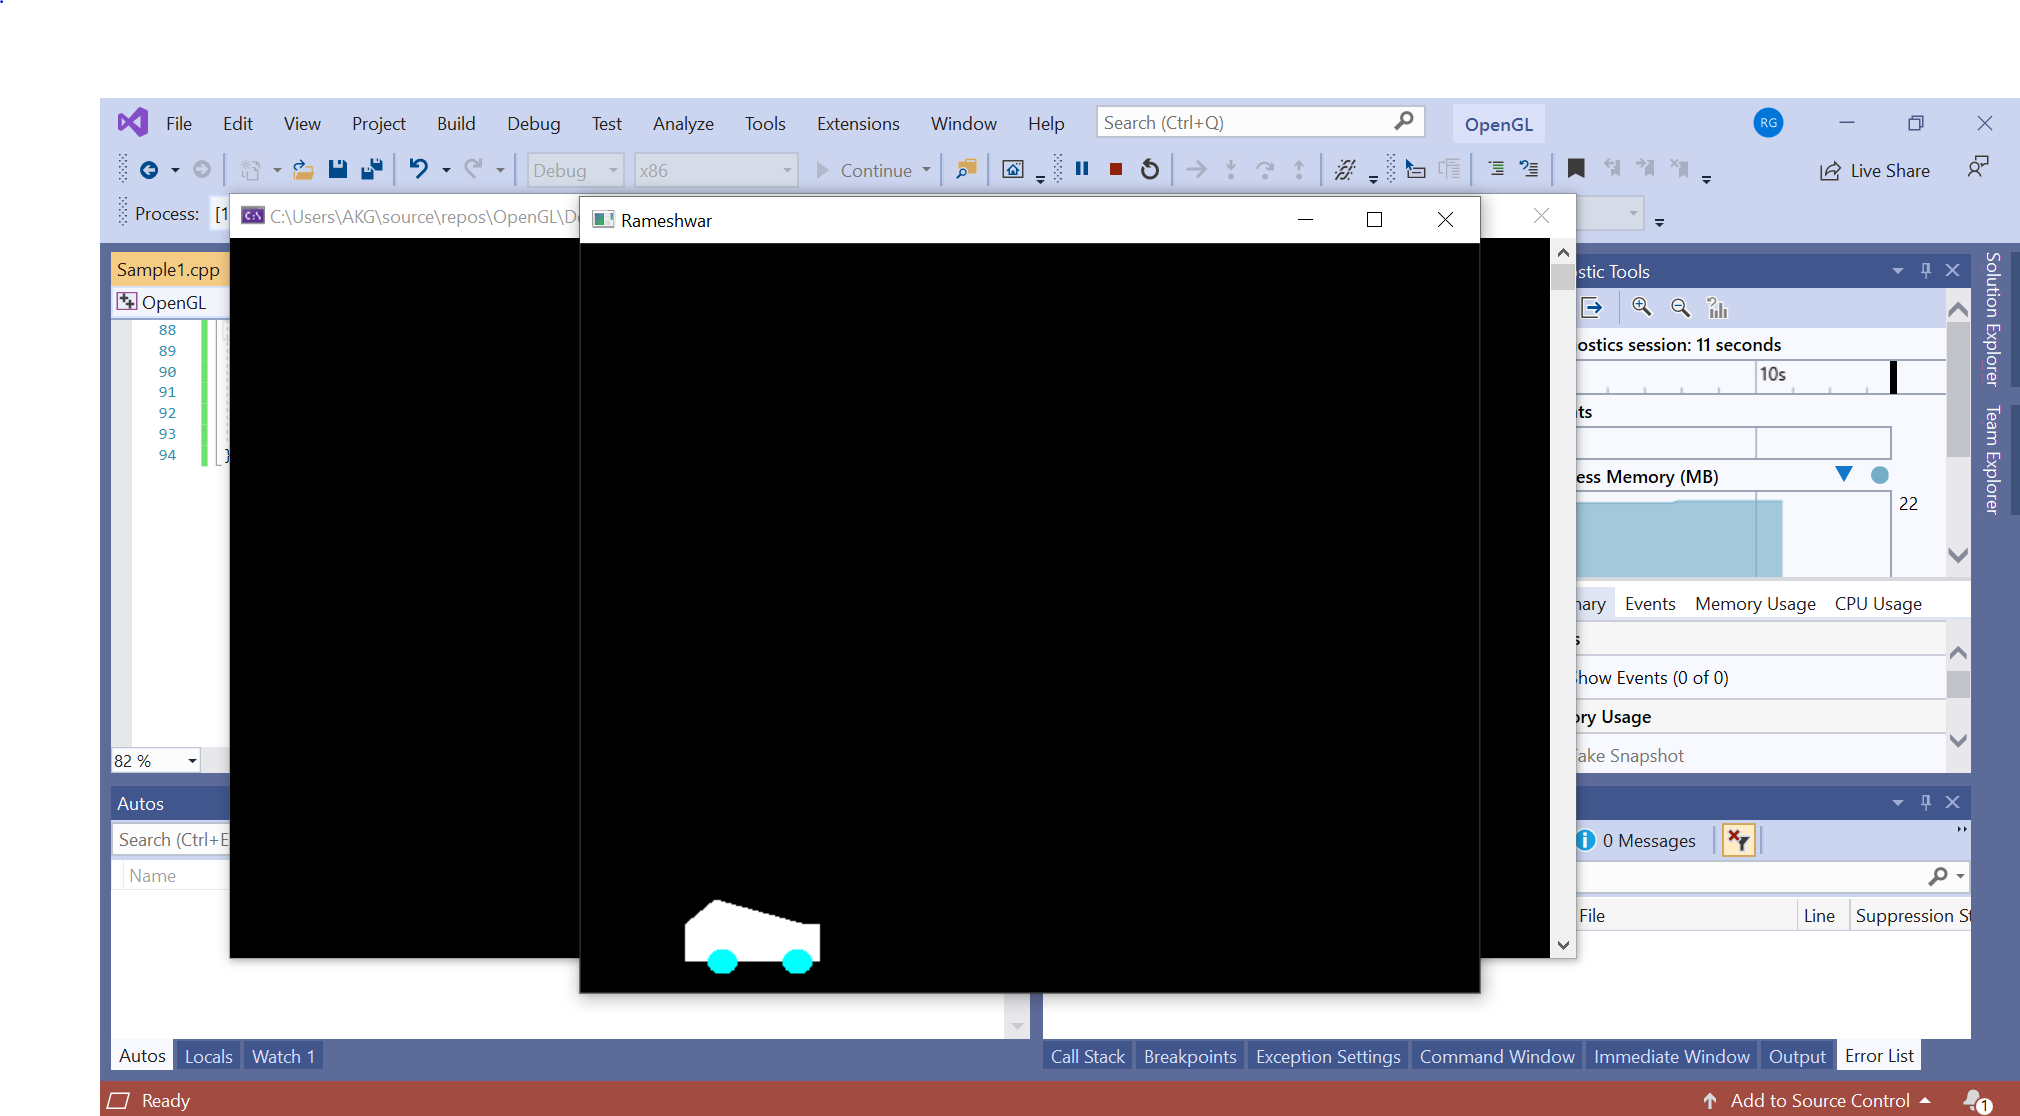 File Edit View Project Build Debug Test Analyze Tools Extensions Window Help Search (Ctrl+Q) OpenGL RG
Debug x86 Continue Live Share
Process: [1
C:\Users\AKG\source\repos\OpenGL\D
Rameshwar
Sample1.cpp
OpenGL
88
89
90
91
92
93
94 }
82 %
stic Tools
ostics session: 11 seconds
10s
ts
ess Memory (MB)
22
ary Events Memory Usage CPU Usage
s
how Events (0 of 0)
ory Usage
ake Snapshot
Solution Explorer
Team Explorer
Autos
Search (Ctrl+E
Name
0 Messages
File Line Suppression St
Autos Locals Watch 1
Call Stack Breakpoints Exception Settings Command Window Immediate Window Output Error List
Ready
Add to Source Control 1